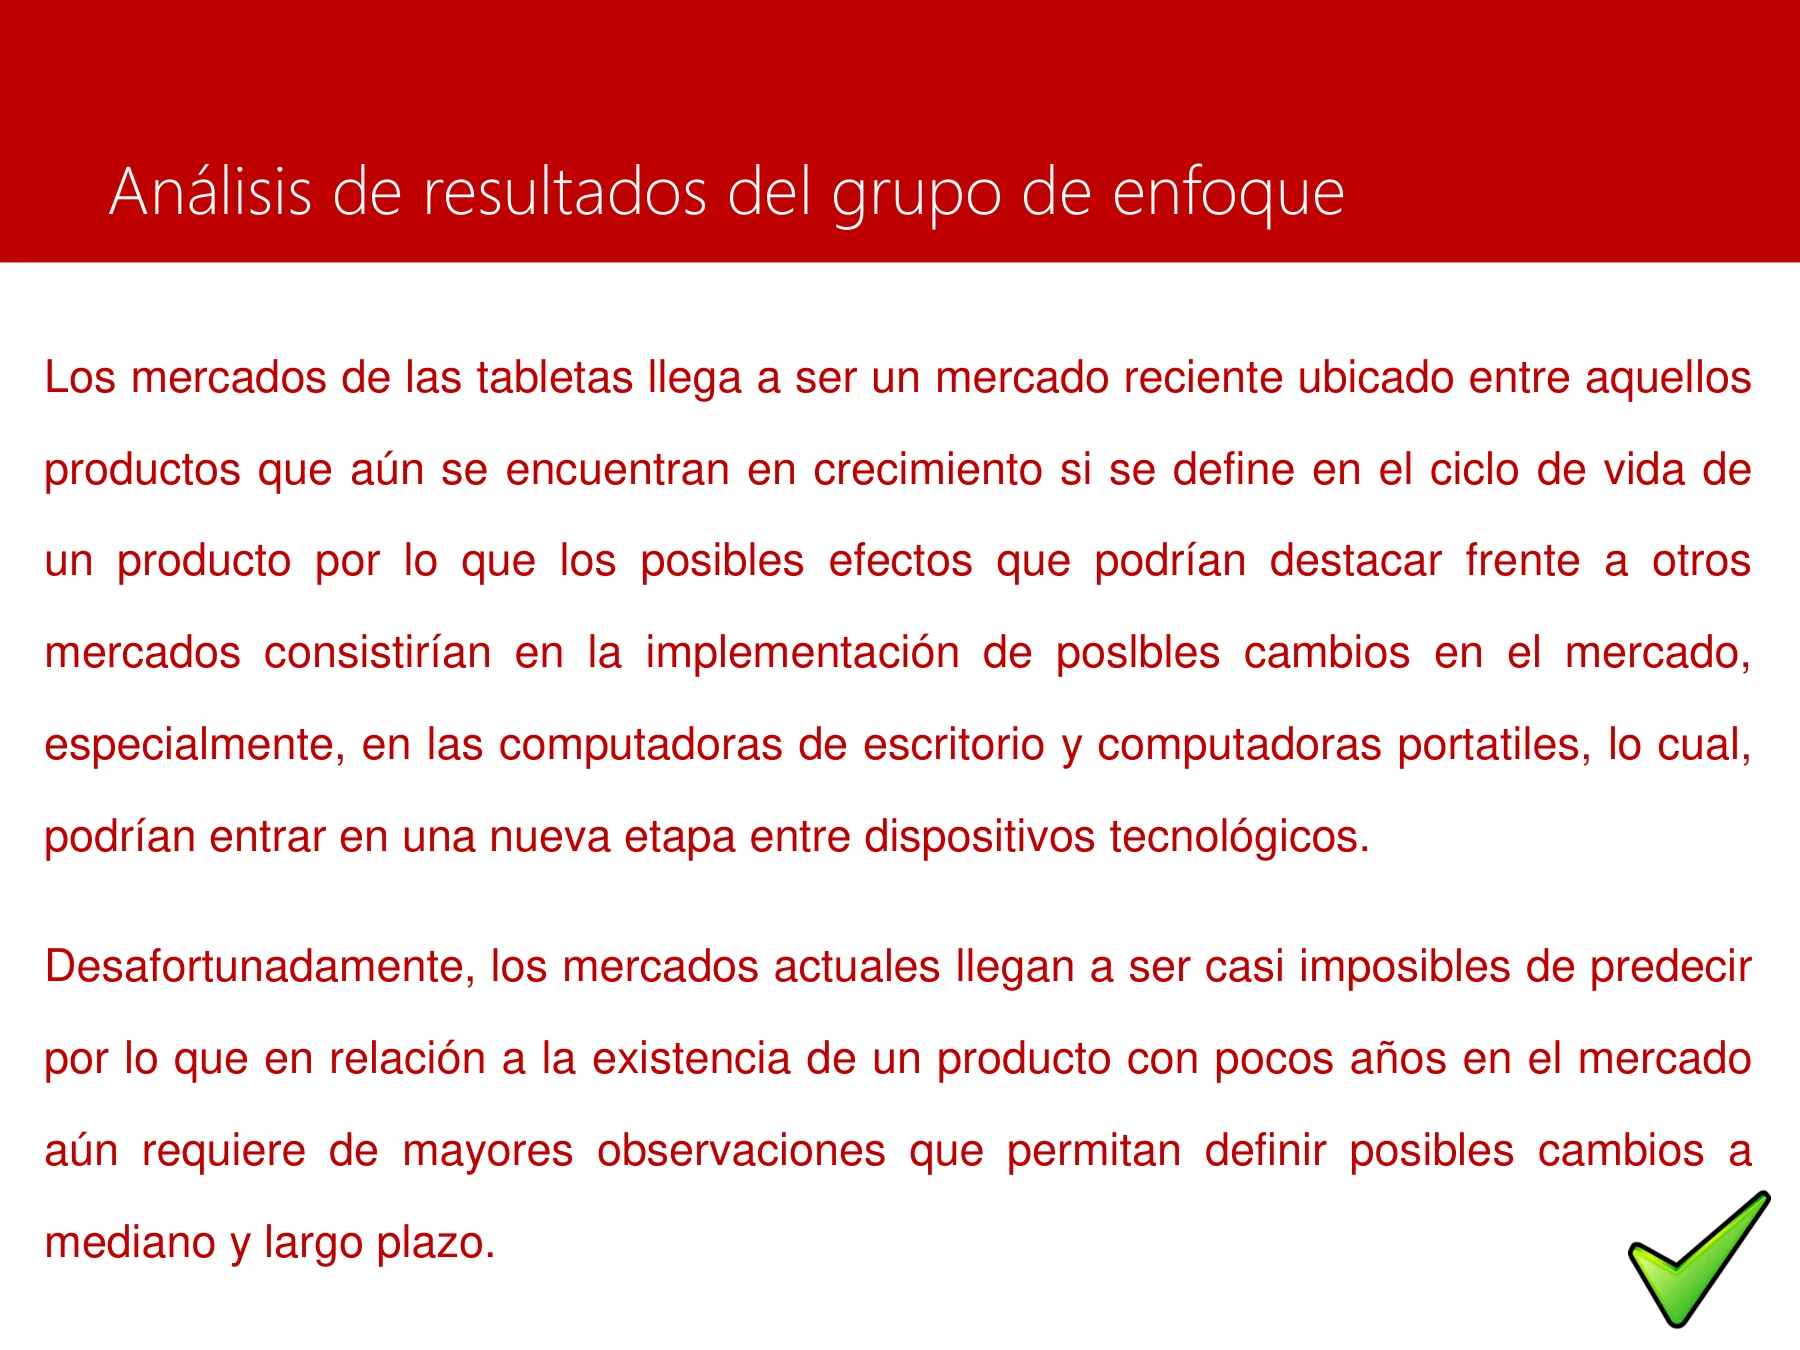 Análisis de resultados del grupo de enfoque
Los mercados de las tabletas llega a ser un mercado reciente ubicado entre aquellos
productos que aún se encuentran en crecimiento si se define en el ciclo de vida de
un producto por lo que los posibles efectos que podrían destacar frente a otros
mercados consistirían en la implementación de poslbles cambios en el mercado,
especialmente, en las computadoras de escritorio y computadoras portatiles, lo cual,
podrían entrar en una nueva etapa entre dispositivos tecnológicos.
Desafortunadamente, los mercados actuales llegan a ser casi imposibles de predecir
por lo que en relación a la existencia de un producto con pocos años en el mercado
aún requiere de mayores observaciones que permitan definir posibles cambios a
mediano y largo plazo.